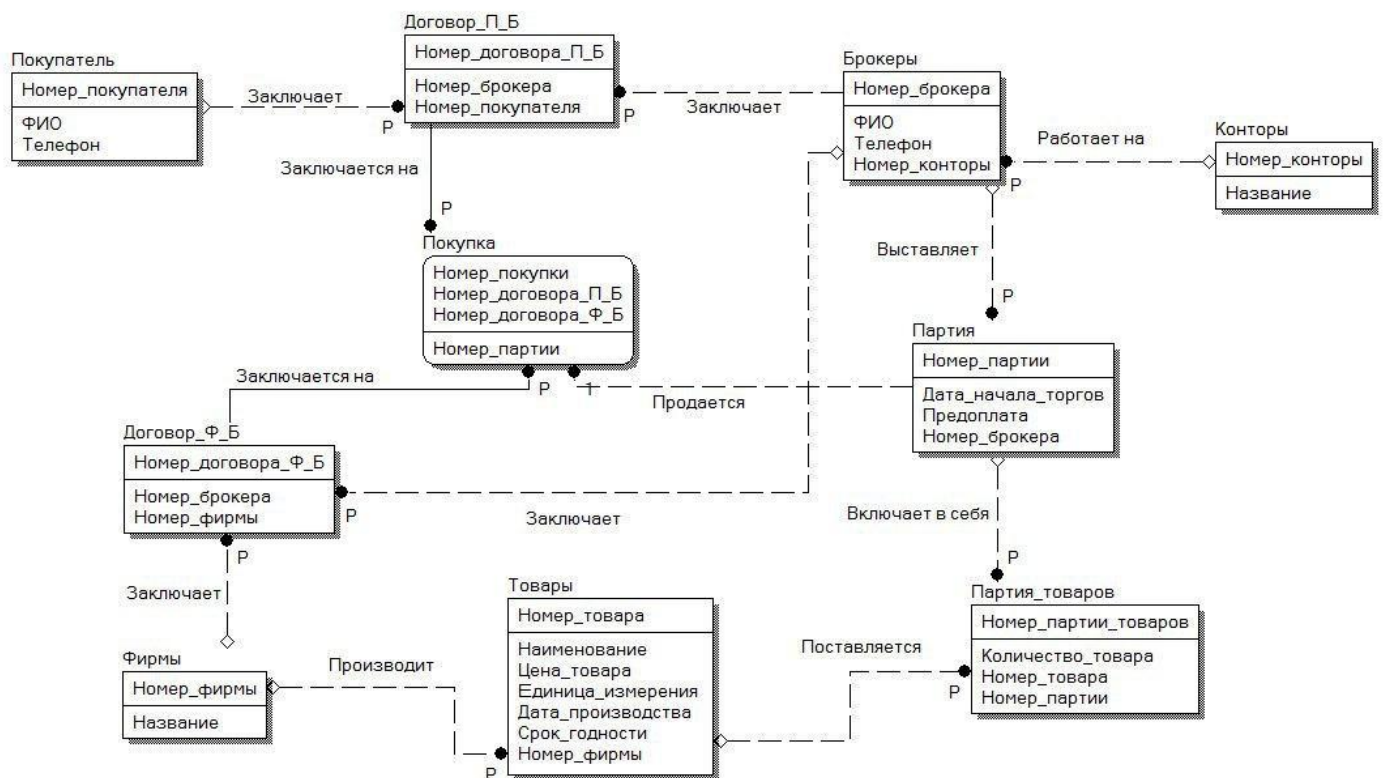 Договор_П_Б
Номер_договора_П_Б
Номер_брокера
Номер_покупателя
Покупатель
Номер_покупателя
ФИО
Телефон
Заключает
Р
Заключает
Р
Брокеры
Номер_брокера
ФИО
Телефон
Номер_конторы
Работает на
Р
Конторы
Номер_конторы
Название
Заключается на
Р
Выставляет
Р
Покупка
Номер_покупки
Номер_договора_П_Б
Номер_договора_Ф_Б
Номер_партии
Партия
Номер_партии
Дата_начала_торгов
Предоплата
Номер_брокера
Заключается на
Р
1
Продается
Договор_Ф_Б
Номер_договора_Ф_Б
Номер_брокера
Номер_фирмы
Р
Заключает
Включает в себя
Р
Р
Заключает
Товары
Номер_товара
Наименование
Цена_товара
Единица_измерения
Дата_производства
Срок_годности
Номер_фирмы
Партия_товаров
Номер_партии_товаров
Количество_товара
Номер_товара
Номер_партии
Поставляется
Р
Фирмы
Номер_фирмы
Название
Производит
Р